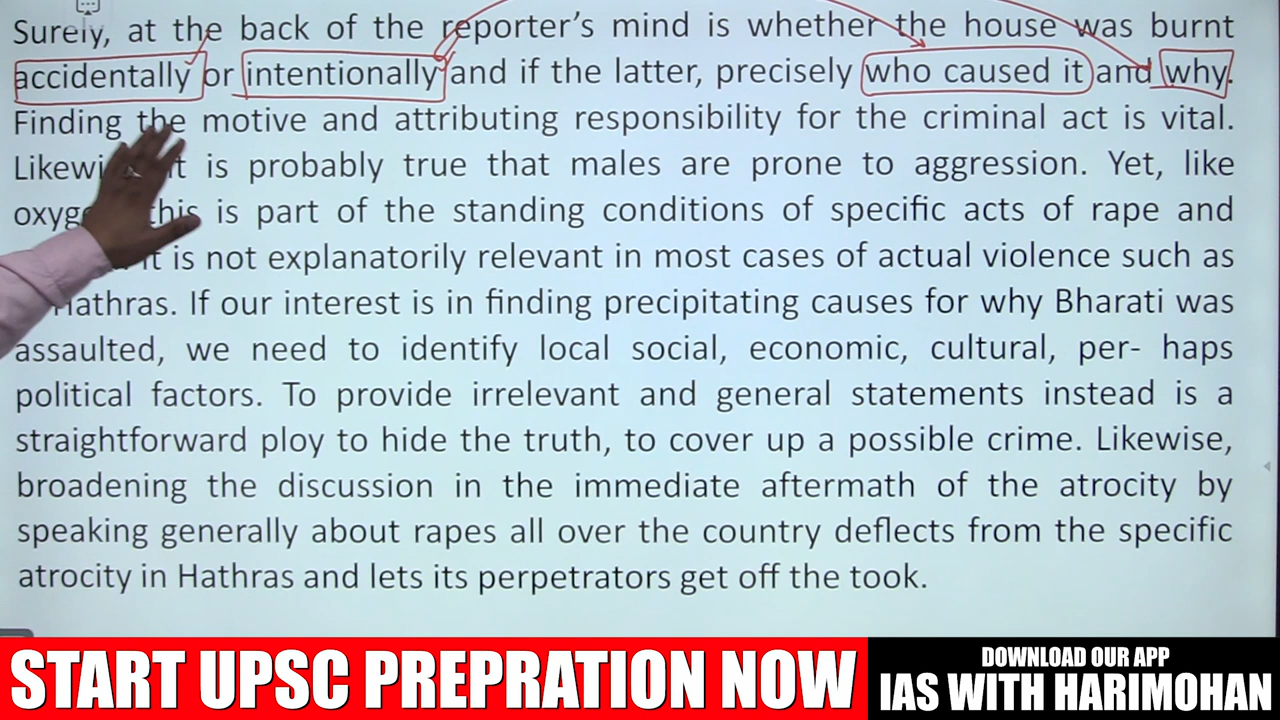 Surely, at the back of the reporter's mind is whether the house was burnt
accidentally or intentionally and if the latter, precisely who caused it and why.
Finding the motive and attributing responsibility for the criminal act is vital.
is probably true that males are prone to aggression. Yet, like
this is part of the standing conditions of specific acts of rape and
it is not explanatorily relevant in most cases of actual violence such as
Hathras. If our interest is in finding precipitating causes for why Bharati was
assaulted, we need to identify local social, economic, cultural, per- haps
political factors. To provide irrelevant and general statements instead is a
straightforward ploy to hide the truth, to cover up a possible crime. Likewise,
broadening the discussion in the immediate aftermath of the atrocity by
speaking generally about rapes all over the country deflects from the specific
atrocity in Hathras and lets its perpetrators get off the took.
START UPSC PREPRATION NOW
DOWNLOAD OUR APP
IAS WITH HARIMOHAN